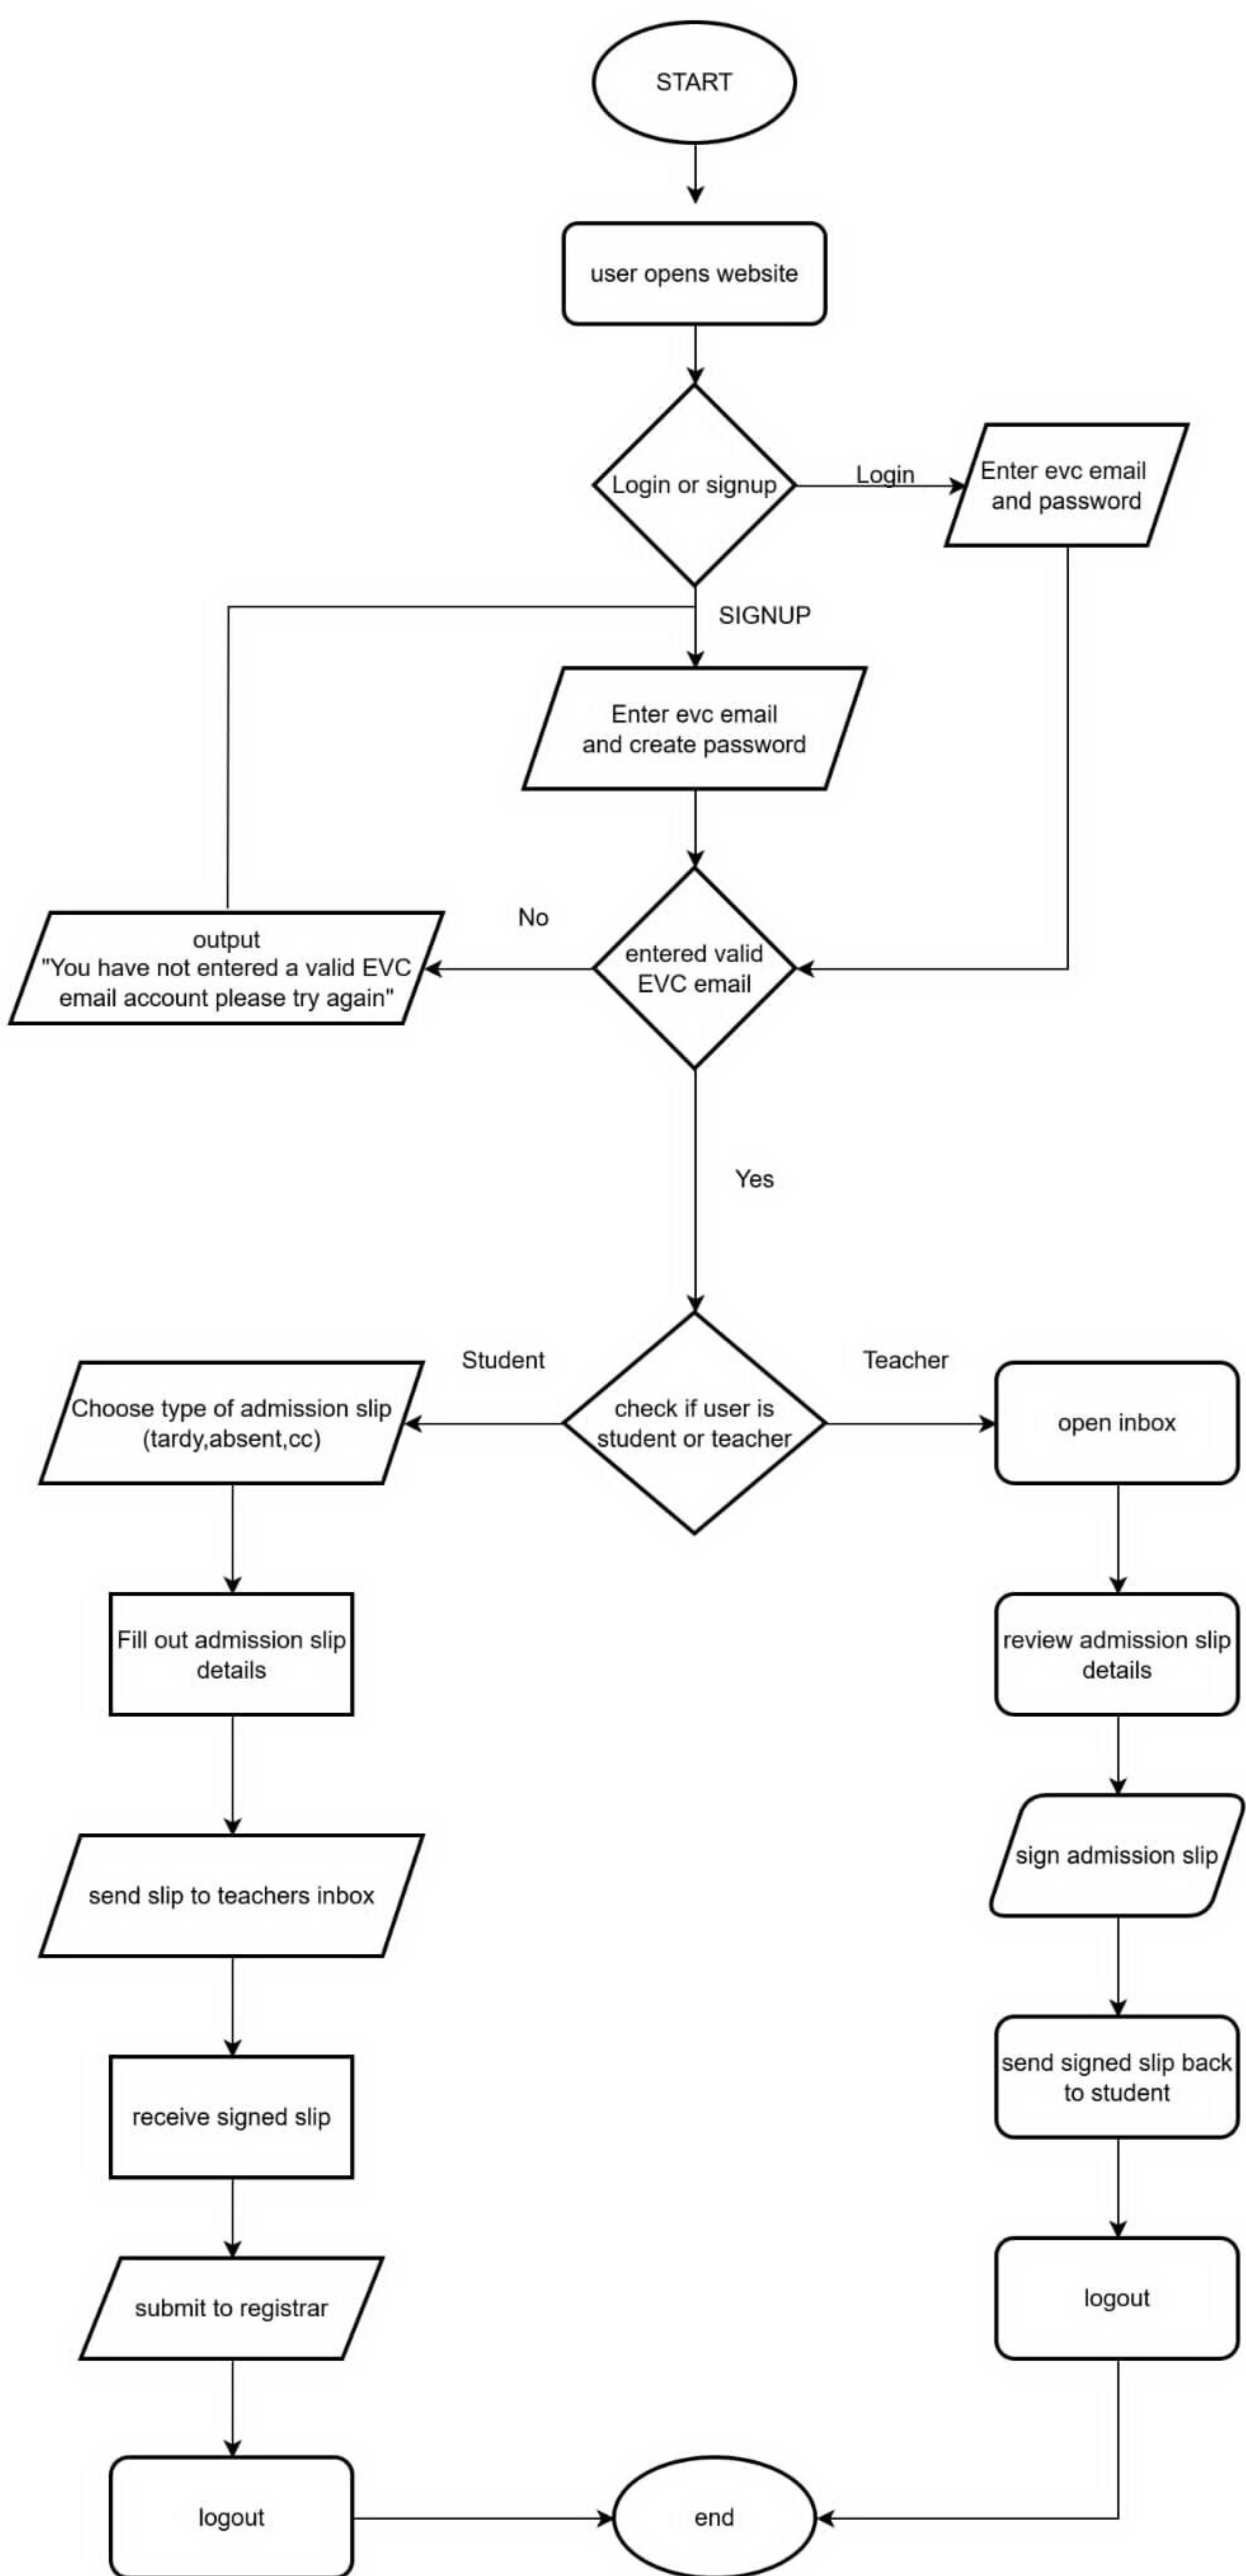 START
user opens website
Login or signup
Login
Enter evc email
and password
SIGNUP
Enter evc email
and create password
No
entered valid
EVC email
output
"You have not entered a valid EVC
email account please try again"
Yes
Student
Teacher
Choose type of admission slip
(tardy,absent,cc)
check if user is
student or teacher
open inbox
Fill out admission slip
details
review admission slip
details
sign admission slip
send slip to teachers inbox
send signed slip back
to student
receive signed slip
logout
submit to registrar
logout
end